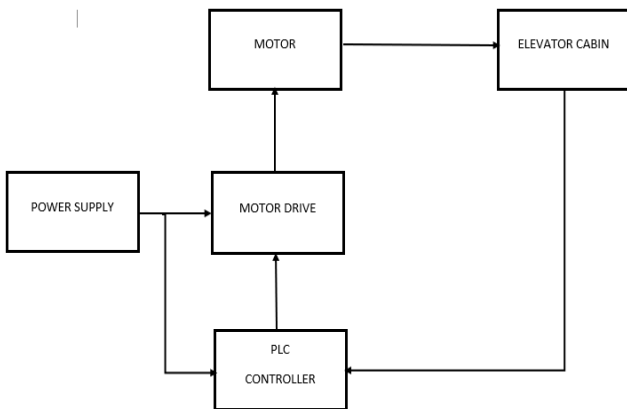 MOTOR
ELEVATOR CABIN
POWER SUPPLY
MOTOR DRIVE
PLC
CONTROLLER